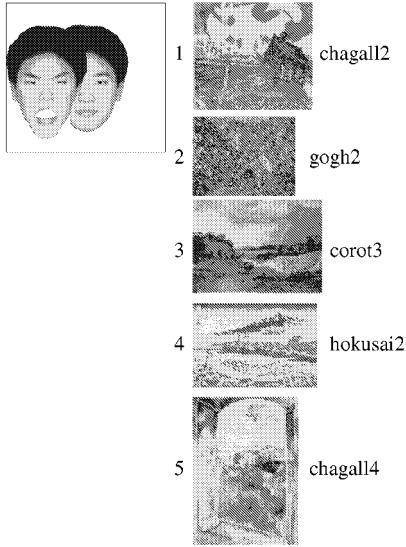 1 chagall2
2 gogh2
3 corot3
4 hokusai2
5 chagall4